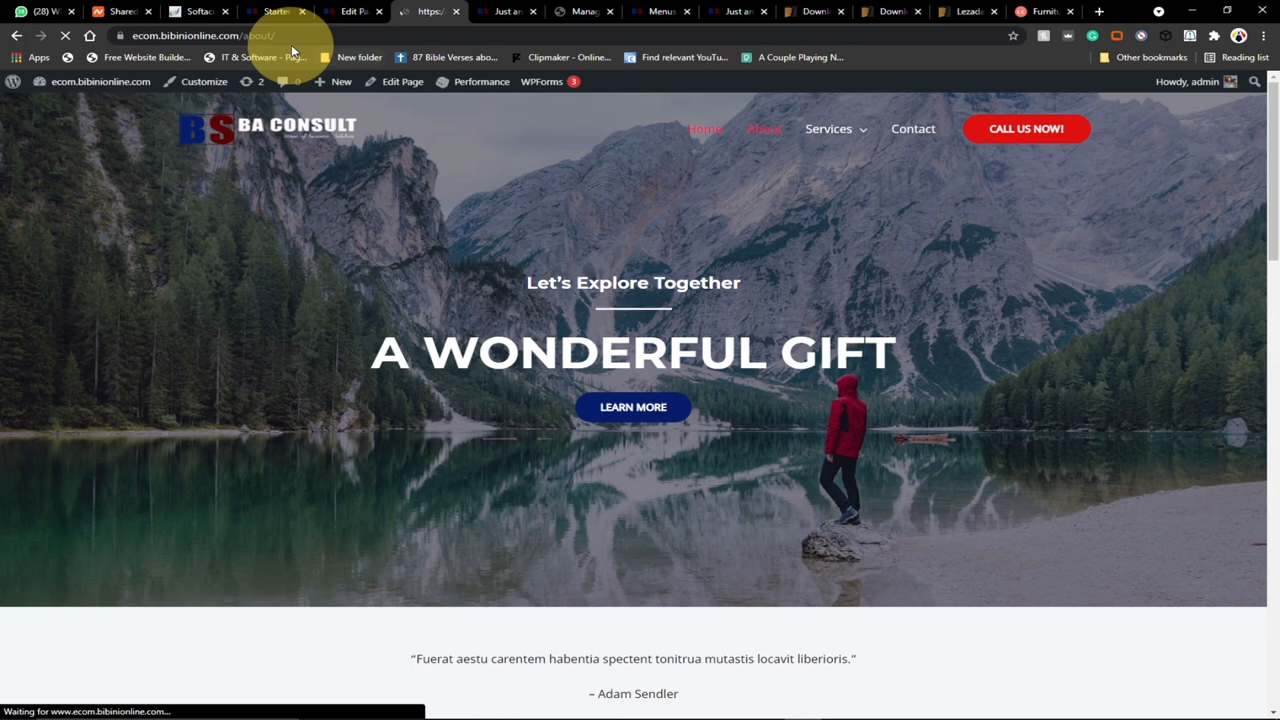 (28) W
Shared
Softac
Starter
Edit Pa
https:/
Just an
Manag
Menus
Just an
Downl
Downl
Lezada
Furnitu
ecom.bibinionline.com/about/
Apps
Free Website Builde...
IT & Software - Pag...
New folder
87 Bible Verses abo...
Clipmaker - Online...
Find relevant YouTu...
A Couple Playing N...
Other bookmarks
Reading list
ecom.bibinionline.com
Customize
2
0
New
Edit Page
Performance
WPForms 3
Howdy, admin
BS BA CONSULT
Home
About
Services
Contact
CALL US NOW!
Let's Explore Together
A WONDERFUL GIFT
LEARN MORE
“Fuerat aestu carentem habentia spectent tonitrua mutastis locavit liberioris.”
– Adam Sendler
Waiting for www.ecom.bibinionline.com...